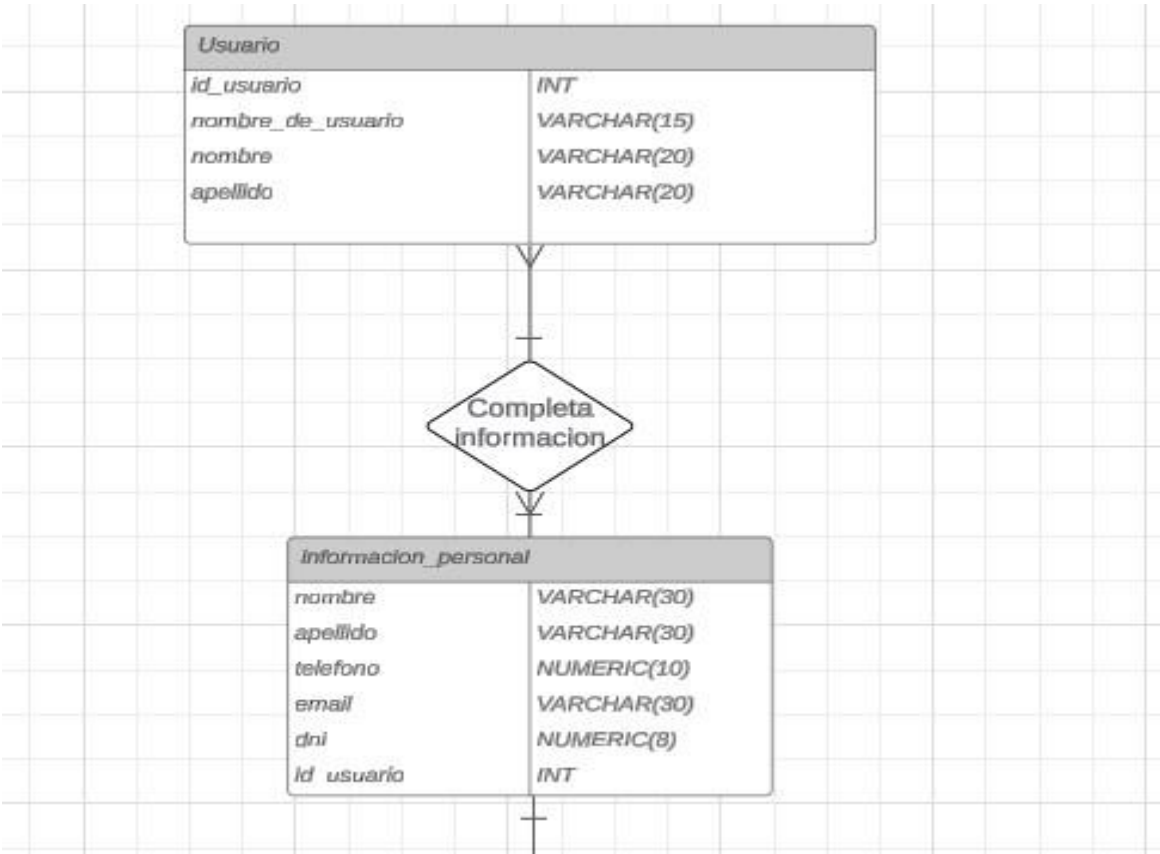 Usuario
id_usuario INT
nombre_de_usuario VARCHAR(15)
nombre VARCHAR(20)
apellido VARCHAR(20)
Completa
informacion
Informacion_personal
nombre VARCHAR(30)
apellido VARCHAR(30)
telefono NUMERIC(10)
email VARCHAR(30)
dni NUMERIC(8)
id_usuario INT